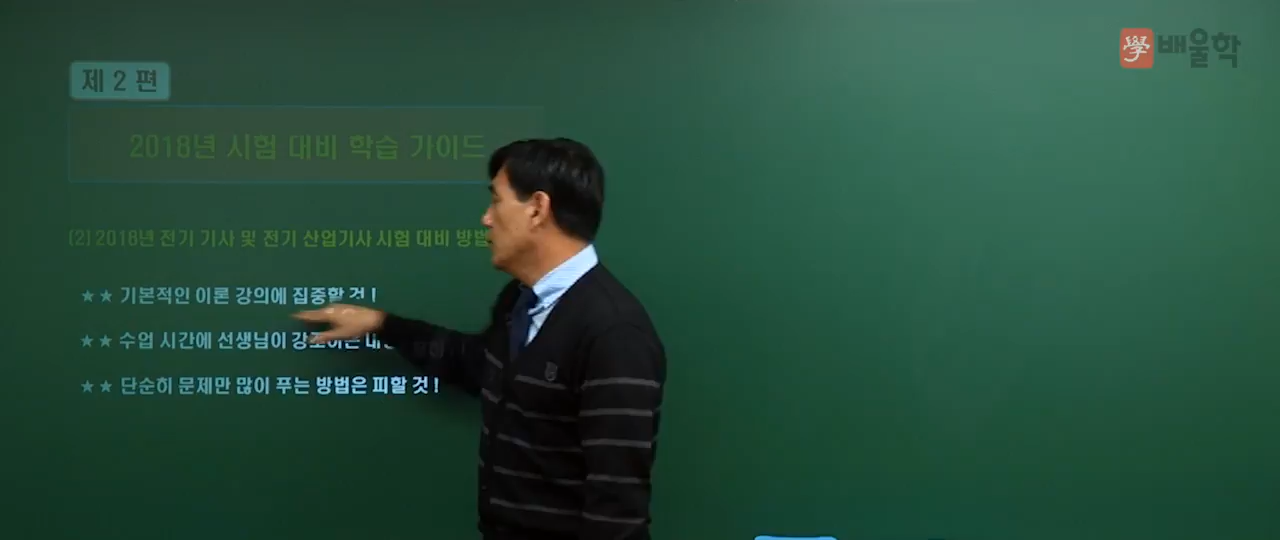 學 배울학
제 2 편
2018년 시험 대비 학습 가이드
(2) 2018년 전기 기사 및 전기 산업기사 시험 대비 방법
★★ 기본적인 이론 강의에 집중할 것 !
★★ 수업 시간에 선생님이 강조하는
★★ 단순히 문제만 많이 푸는 방법은 피할 것 !